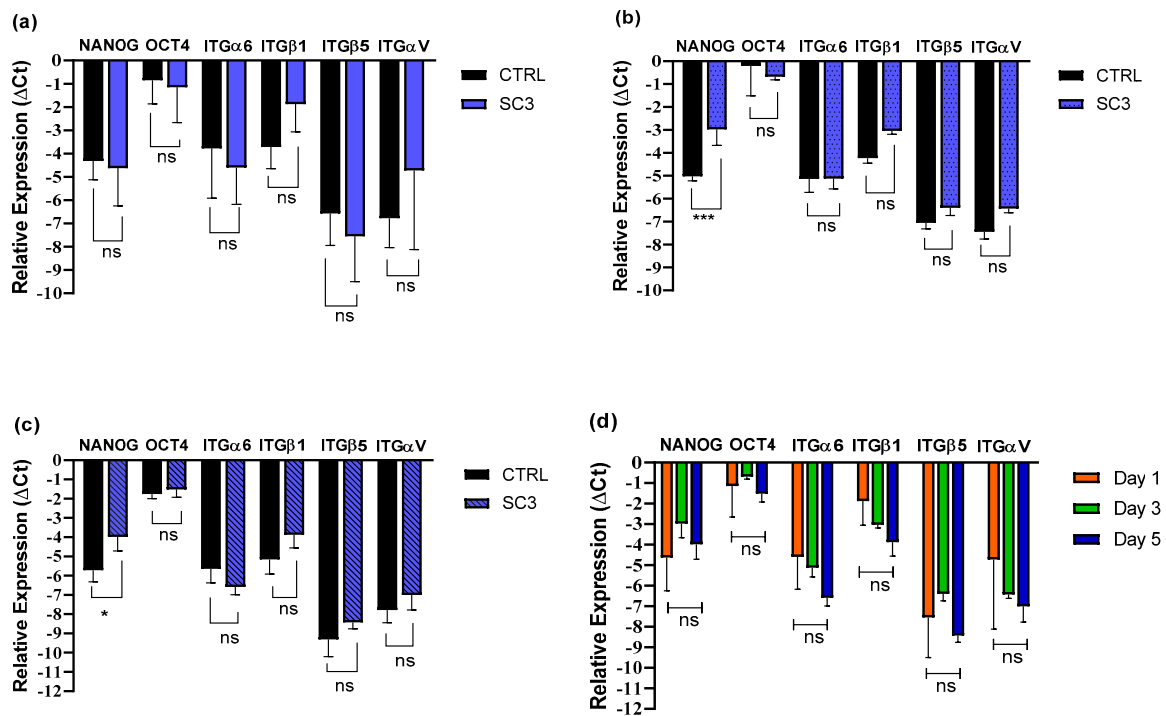 (a)
NANOG OCT4 ITGα6 ITGβ1 ITGβ5 ITGαV
Relative Expression (ΔCt)
0
-1
-2
-3
-4
-5
-6
-7
-8
-9
-10
ns
ns
ns
ns
ns
ns
CTRL
SC3
(b)
NANOG OCT4 ITGα6 ITGβ1 ITGβ5 ITGαV
Relative Expression (ΔCt)
0
-1
-2
-3
-4
-5
-6
-7
-8
-9
-10
***
ns
ns
ns
ns
ns
CTRL
SC3
(c)
NANOG OCT4 ITGα6 ITGβ1 ITGβ5 ITGαV
Relative Expression (ΔCt)
0
-1
-2
-3
-4
-5
-6
-7
-8
-9
-10
-11
-12
*
ns
ns
ns
ns
ns
CTRL
SC3
(d)
NANOG OCT4 ITGα6 ITGβ1 ITGβ5 ITGαV
Relative Expression (ΔCt)
0
-1
-2
-3
-4
-5
-6
-7
-8
-9
-10
-11
-12
ns
ns
ns
ns
ns
ns
Day 1
Day 3
Day 5